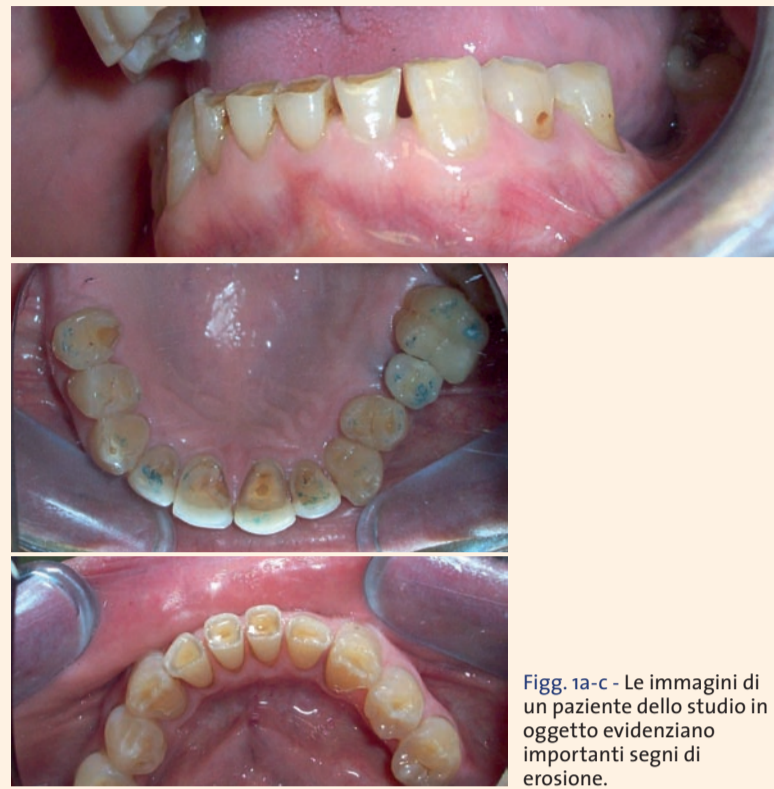 Figg. 1a-c - Le immagini di
un paziente dello studio in
oggetto evidenziano
importanti segni di
erosione.